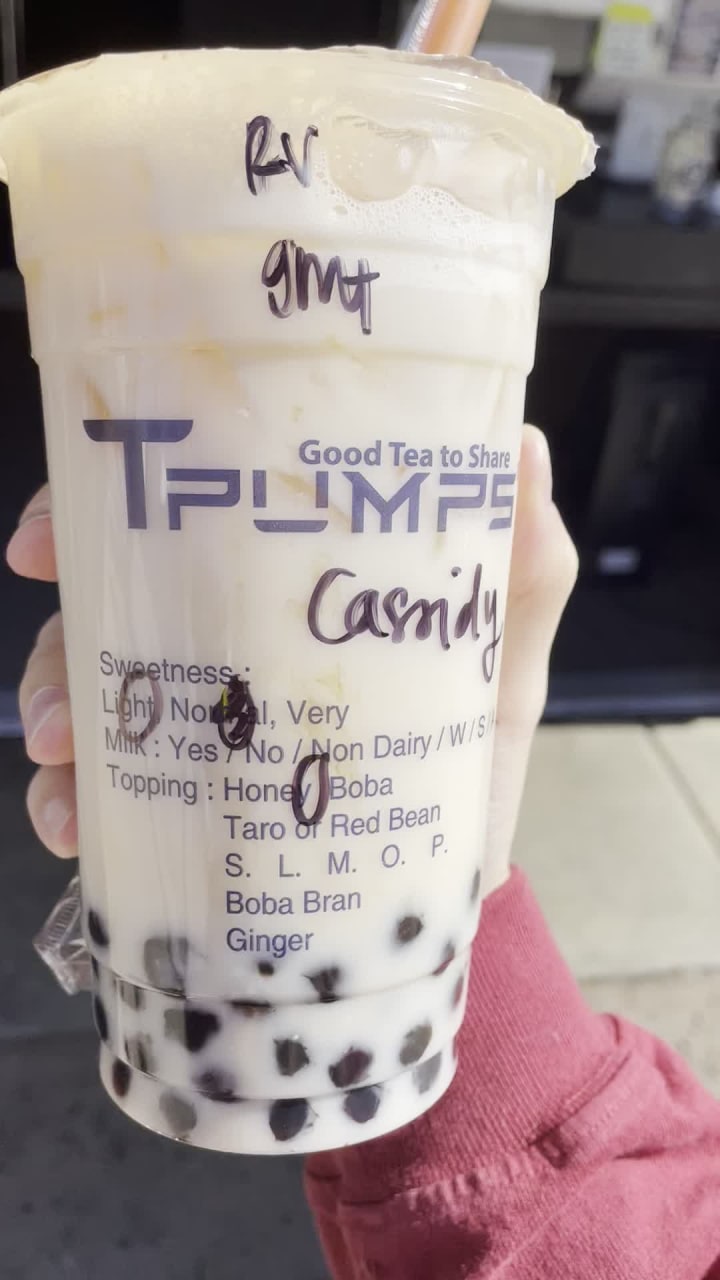 RV
gmt
Good Tea to Share
TPUMPS
Cassidy
Sweetness :
Light, Normal, Very
Milk : Yes / No / Non Dairy / W / S /
Topping : Honey Boba
Taro or Red Bean
S. L. M. O. P.
Boba Bran
Ginger